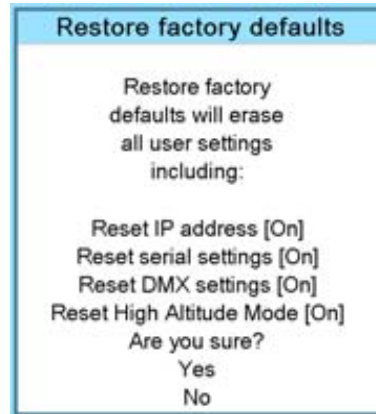 Restore factory defaults
Restore factory
defaults will erase
all user settings
including:
Reset IP address [On]
Reset serial settings [On]
Reset DMX settings [On]
Reset High Altitude Mode [On]
Are you sure?
Yes
No